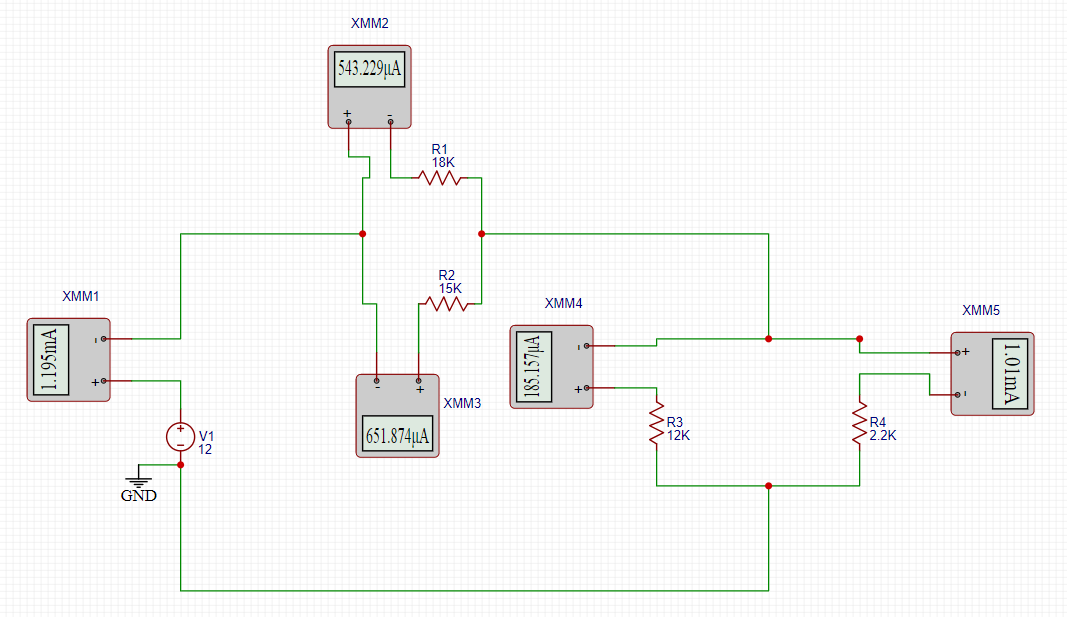 XMM2
543.229µA
+ -
R1
18K
R2
15K
XMM1
1.195mA
-
+
XMM4
185.157µA
-
+
XMM5
1.01mA
+
-
- +
XMM3
651.874µA
R3
12K
R4
2.2K
+
-
V1
12
GND